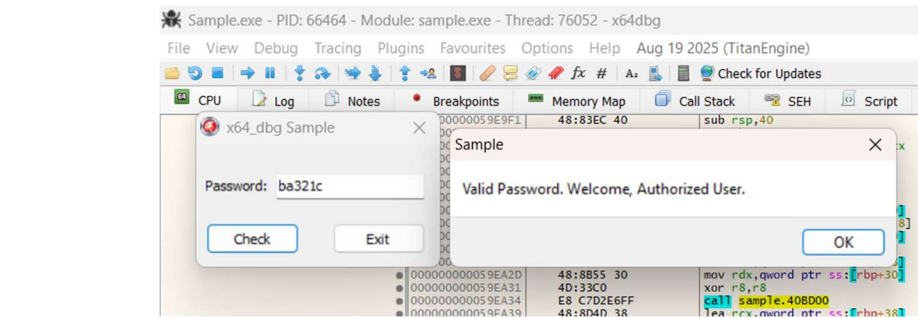 Sample.exe - PID: 66464 - Module: sample.exe - Thread: 76052 - x64dbg
File View Debug Tracing Plugins Favourites Options Help Aug 19 2025 (TitanEngine)
fx # Az Check for Updates
CPU Log Notes Breakpoints Memory Map Call Stack SEH Script
000000059E9F1 48:83EC 40 sub rsp,40
x64_dbg Sample
Sample
Password: ba321c
Valid Password. Welcome, Authorized User.
Check Exit
OK
000000000059EA2D 48:8B55 30 mov rdx,qword ptr ss:[rbp+30]
000000000059EA31 4D:33C0 xor r8,r8
000000000059EA34 E8 C7D2E6FF call sample.40BD00
000000000059EA39 48:8D4D 38 lea rcx,qword ptr ss:[rbp+38]